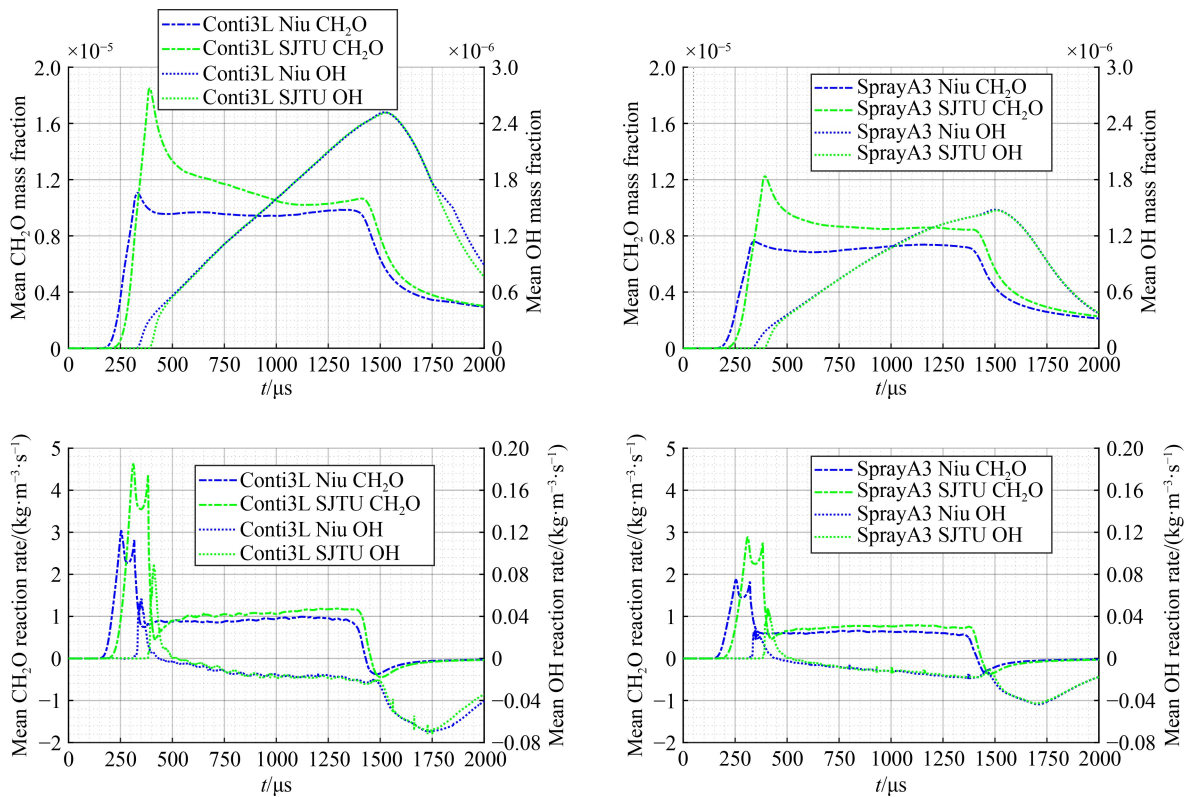 Conti3L Niu CH₂O
Conti3L SJTU CH₂O
Conti3L Niu OH
Conti3L SJTU OH
×10⁻⁵
×10⁻⁶
2.0
1.6
1.2
0.8
0.4
0
3.0
2.4
1.8
1.2
0.6
0
Mean CH₂O mass fraction
Mean OH mass fraction
0 250 500 750 1000 1250 1500 1750 2000
t/μs
×10⁻⁵
×10⁻⁶
SprayA3 Niu CH₂O
SprayA3 SJTU CH₂O
SprayA3 Niu OH
SprayA3 SJTU OH
2.0
1.6
1.2
0.8
0.4
0
3.0
2.4
1.8
1.2
0.6
0
Mean CH₂O mass fraction
Mean OH mass fraction
0 250 500 750 1000 1250 1500 1750 2000
t/μs
Conti3L Niu CH₂O
Conti3L SJTU CH₂O
Conti3L Niu OH
Conti3L SJTU OH
5
4
3
2
1
0
−1
−2
0.20
0.16
0.12
0.08
0.04
0
−0.04
−0.08
Mean CH₂O reaction rate/(kg·m⁻³·s⁻¹)
Mean OH reaction rate/(kg·m⁻³·s⁻¹)
0 250 500 750 1000 1250 1500 1750 2000
t/μs
SprayA3 Niu CH₂O
SprayA3 SJTU CH₂O
SprayA3 Niu OH
SprayA3 SJTU OH
5
4
3
2
1
0
−1
−2
0.20
0.16
0.12
0.08
0.04
0
−0.04
−0.08
Mean CH₂O reaction rate/(kg·m⁻³·s⁻¹)
Mean OH reaction rate/(kg·m⁻³·s⁻¹)
0 250 500 750 1000 1250 1500 1750 2000
t/μs